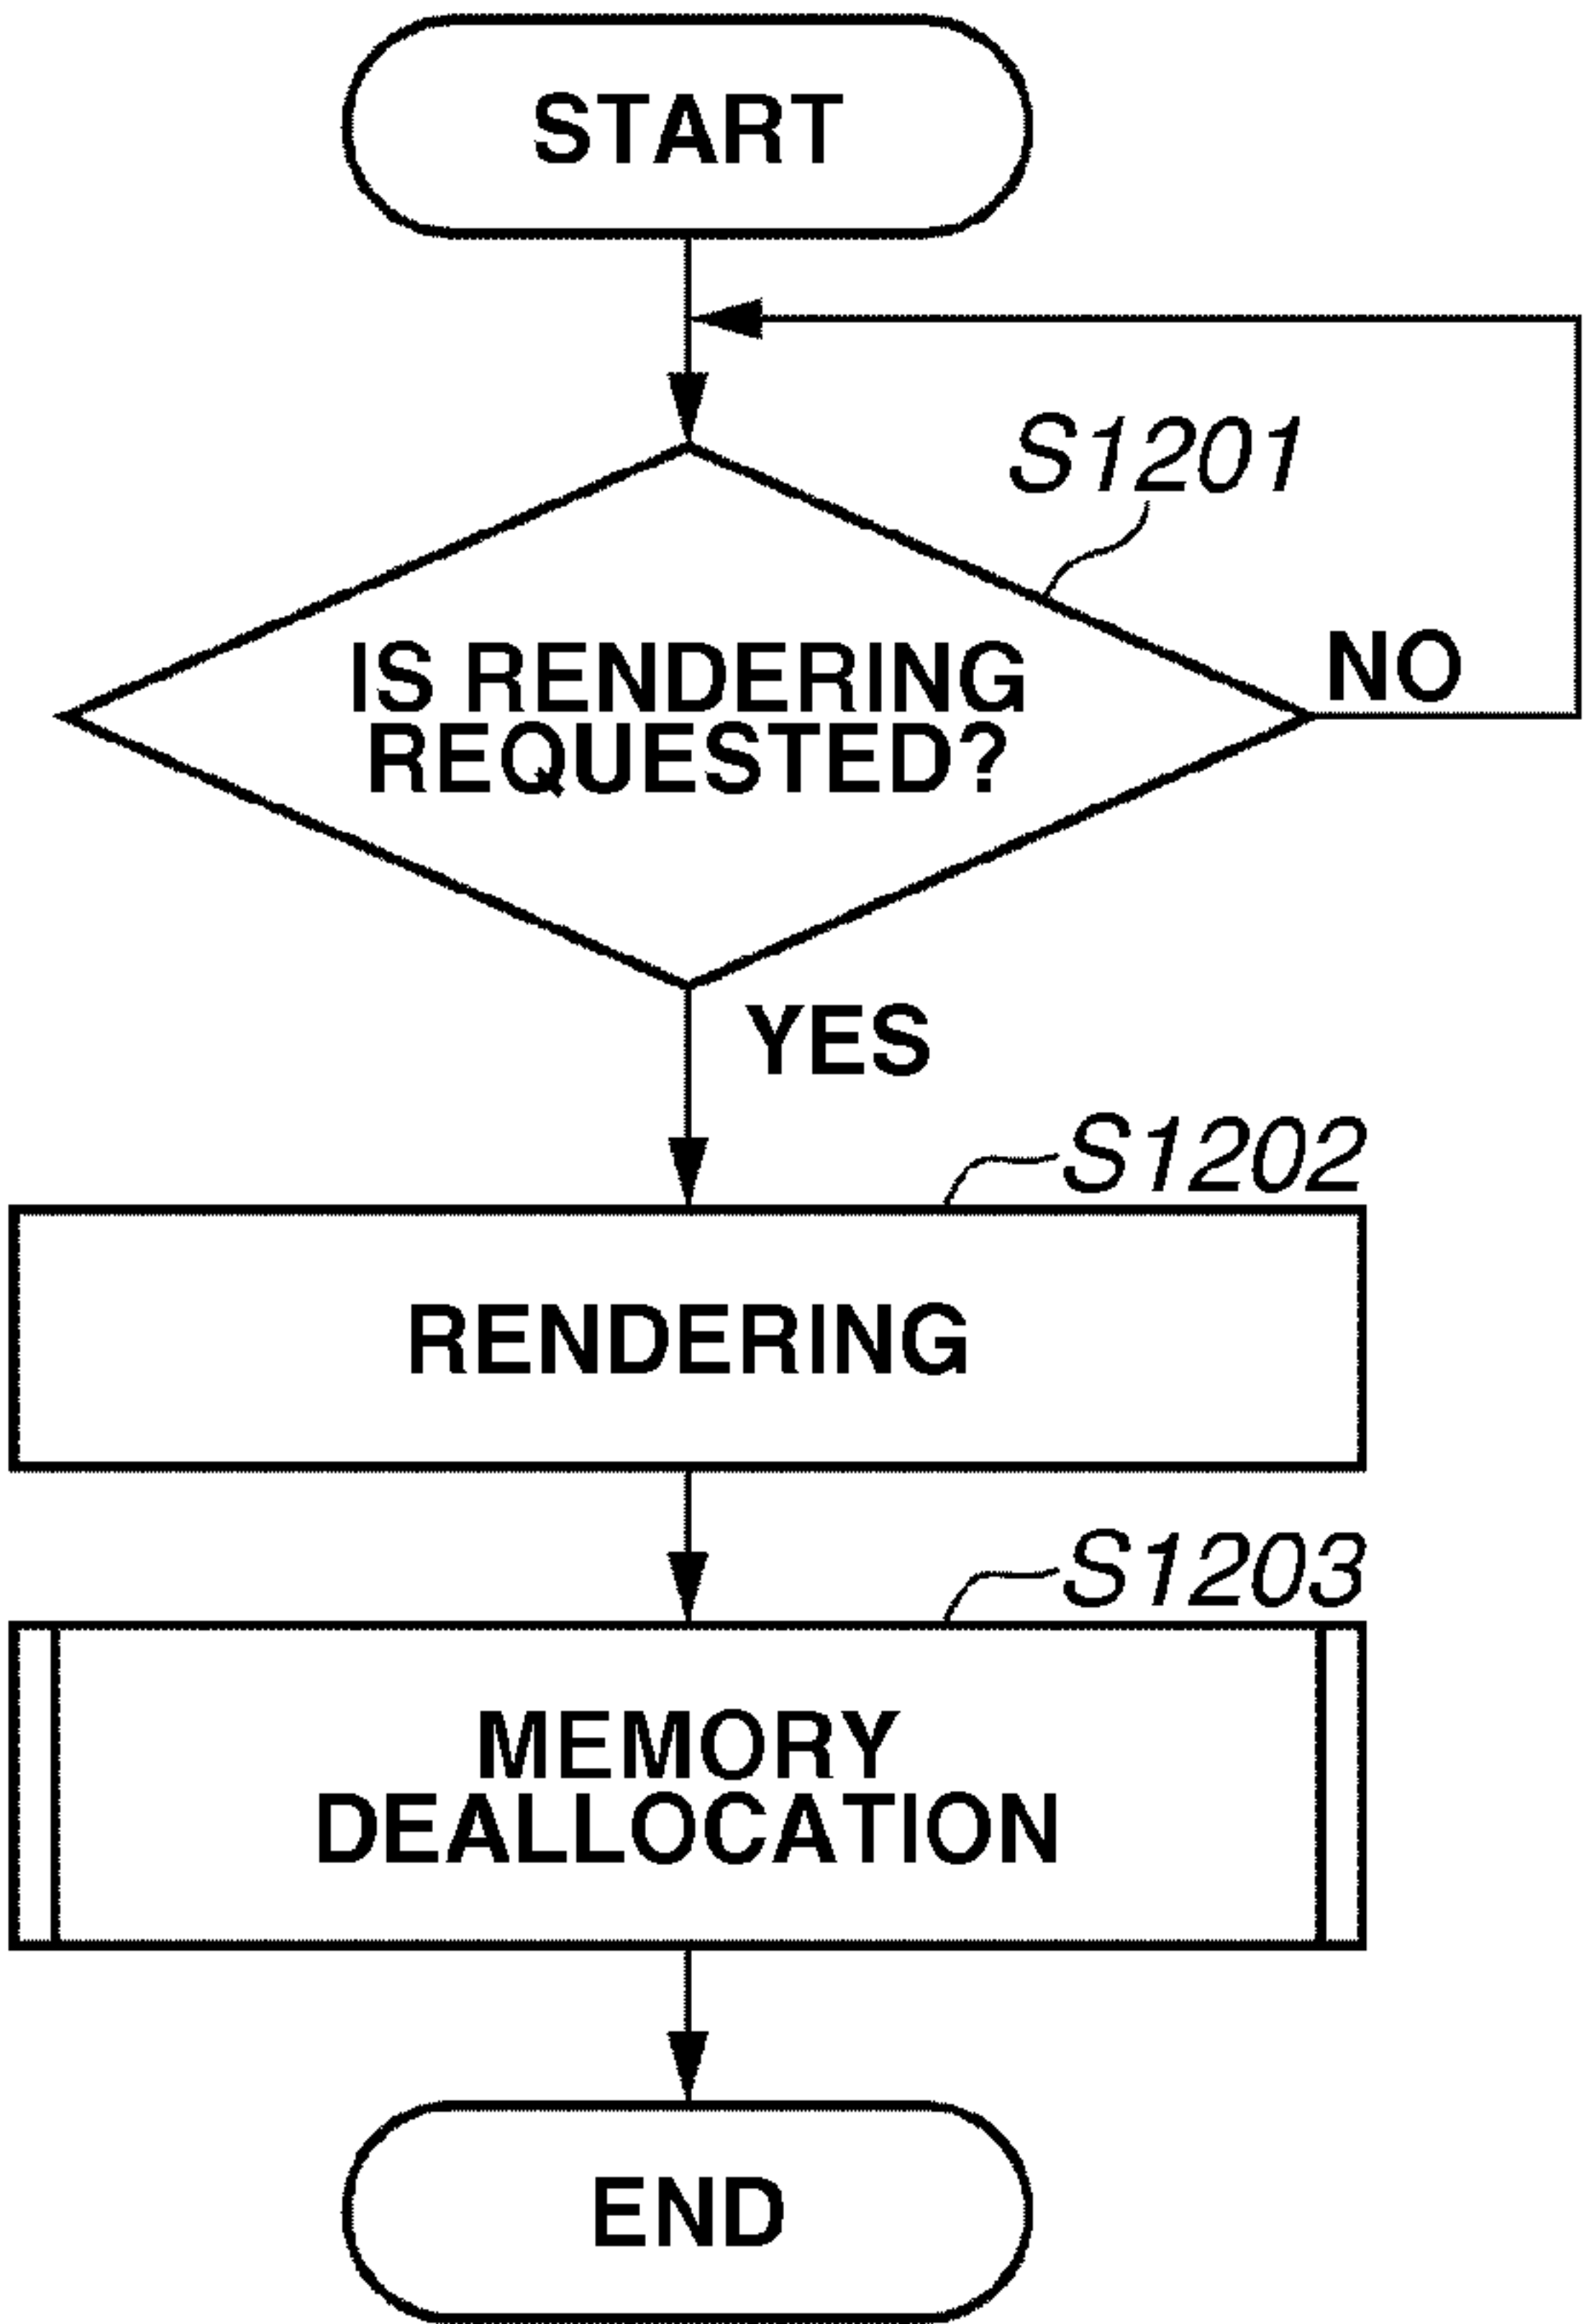 START
S1201
IS RENDERING
REQUESTED?
NO
YES
S1202
RENDERING
S1203
MEMORY
DEALLOCATION
END